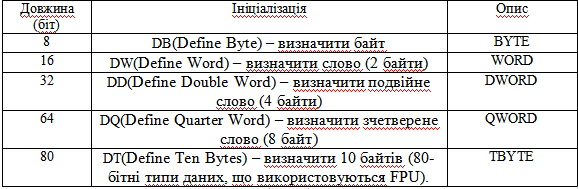 Довжина (біт) Ініціалізація Опис
8 DB(Define Byte) – визначити байт BYTE
16 DW(Define Word) – визначити слово (2 байти) WORD
32 DD(Define Double Word) – визначити подвійне DWORD
слово (4 байти)
64 DQ(Define Quarter Word) – визначити зчетверене QWORD
слово (8 байт)
80 DT(Define Ten Bytes) – визначити 10 байтів (80- TBYTE
бітні типи даних, що використовуються FPU).